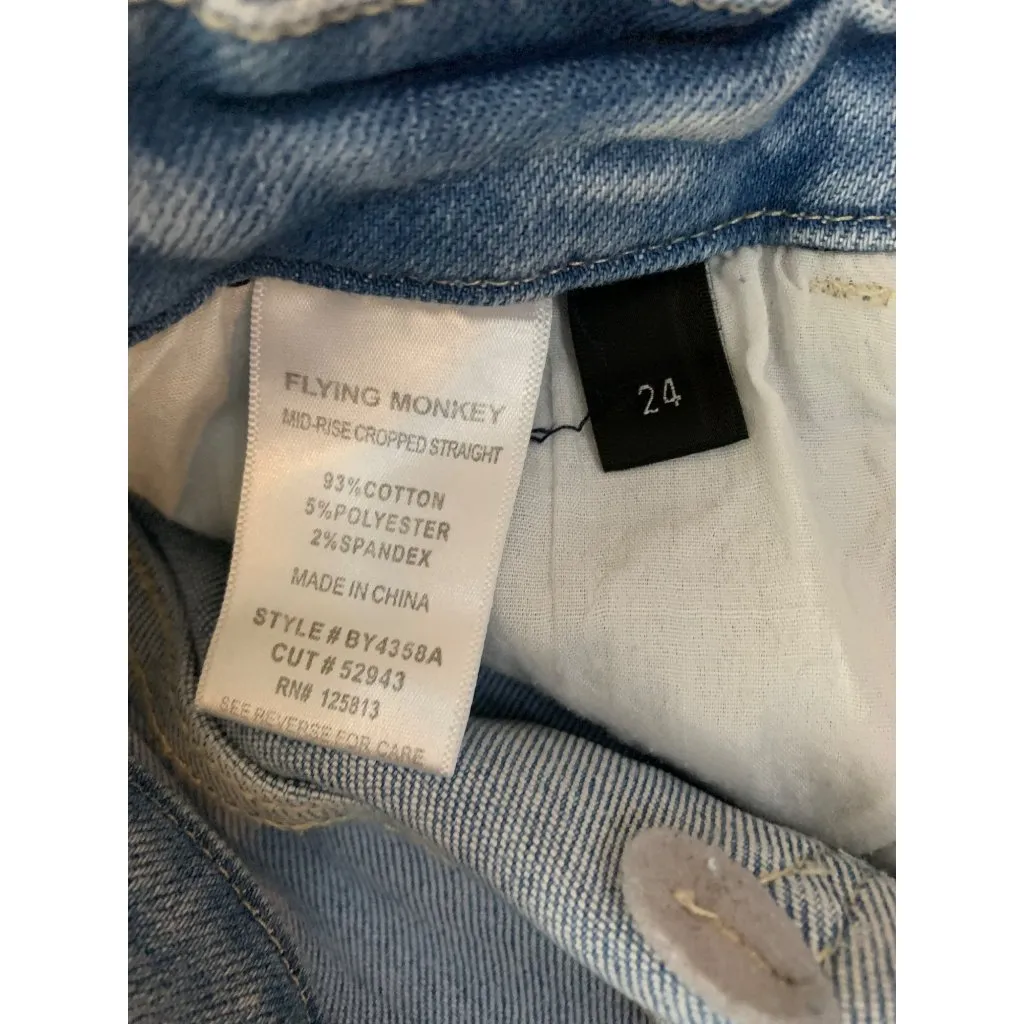 FLYING MONKEY
MID-RISE CROPPED STRAIGHT
93%COTTON
5%POLYESTER
2%SPANDEX
MADE IN CHINA
STYLE# BY4358A
CUT# 52943
RN# 125813
SEE REVERSE FOR CARE
24